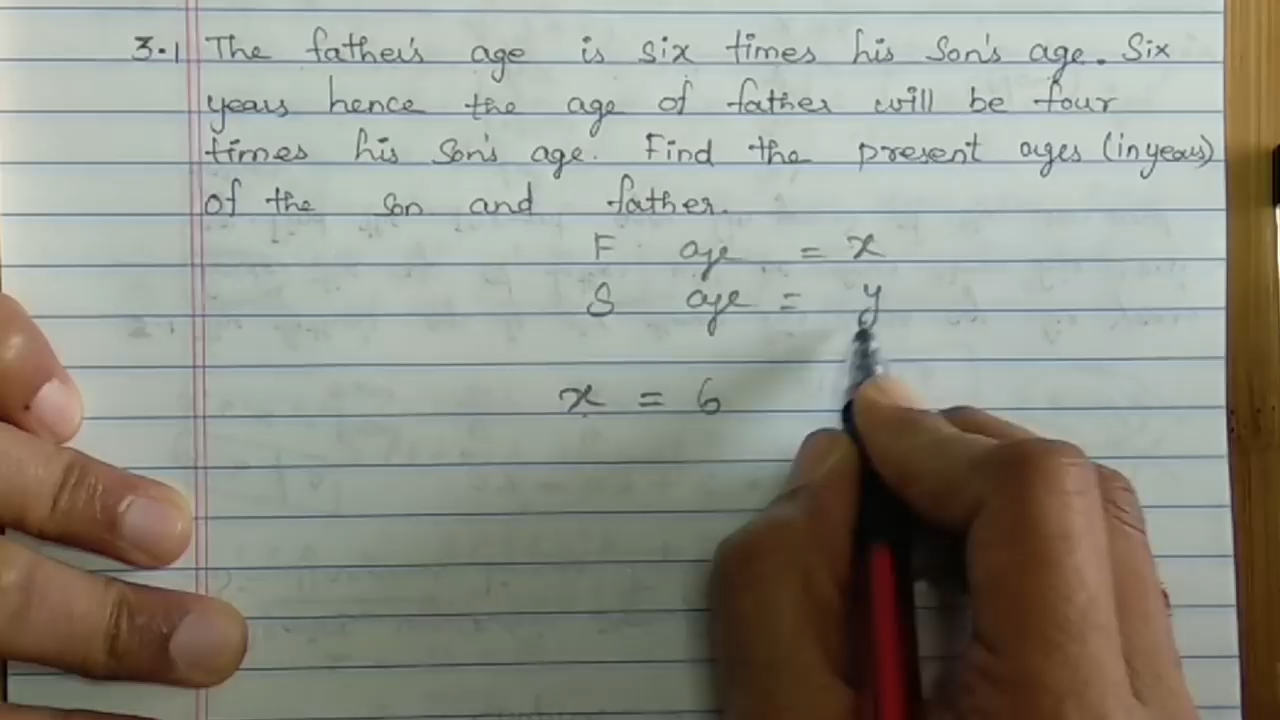 3.1 The father's age is six times his Son's age. Six
years hence the age of father will be four
times his Son's age. Find the present ages (in years)
of the son and father.
F age = x
S age = y
x = 6